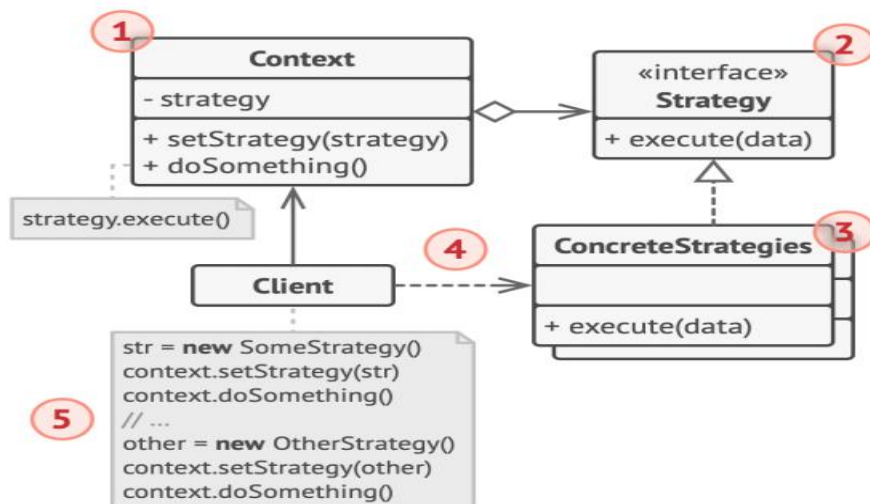 1
Context
- strategy
+ setStrategy(strategy)
+ doSomething()
strategy.execute()
2
«interface»
Strategy
+ execute(data)
3
ConcreteStrategies
+ execute(data)
4
Client
5
str = new SomeStrategy()
context.setStrategy(str)
context.doSomething()
// ...
other = new OtherStrategy()
context.setStrategy(other)
context.doSomething()